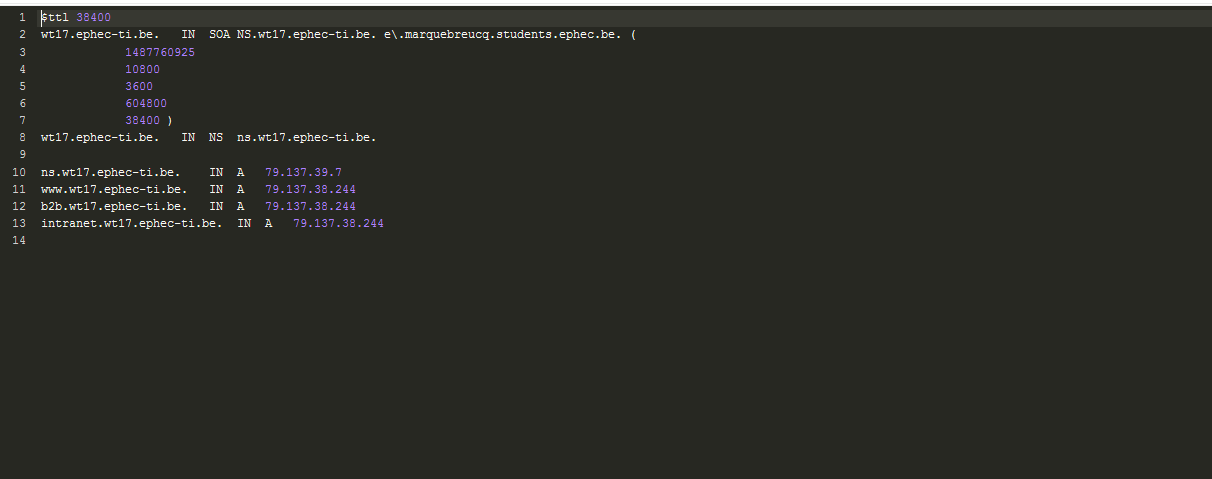 1 $ttl 38400
2 wt17.ephec-ti.be. IN SOA NS.wt17.ephec-ti.be. e\.marquebreucq.students.ephec.be. (
3 1487760925
4 10800
5 3600
6 604800
7 38400 )
8 wt17.ephec-ti.be. IN NS ns.wt17.ephec-ti.be.
9
10 ns.wt17.ephec-ti.be. IN A 79.137.39.7
11 www.wt17.ephec-ti.be. IN A 79.137.38.244
12 b2b.wt17.ephec-ti.be. IN A 79.137.38.244
13 intranet.wt17.ephec-ti.be. IN A 79.137.38.244
14